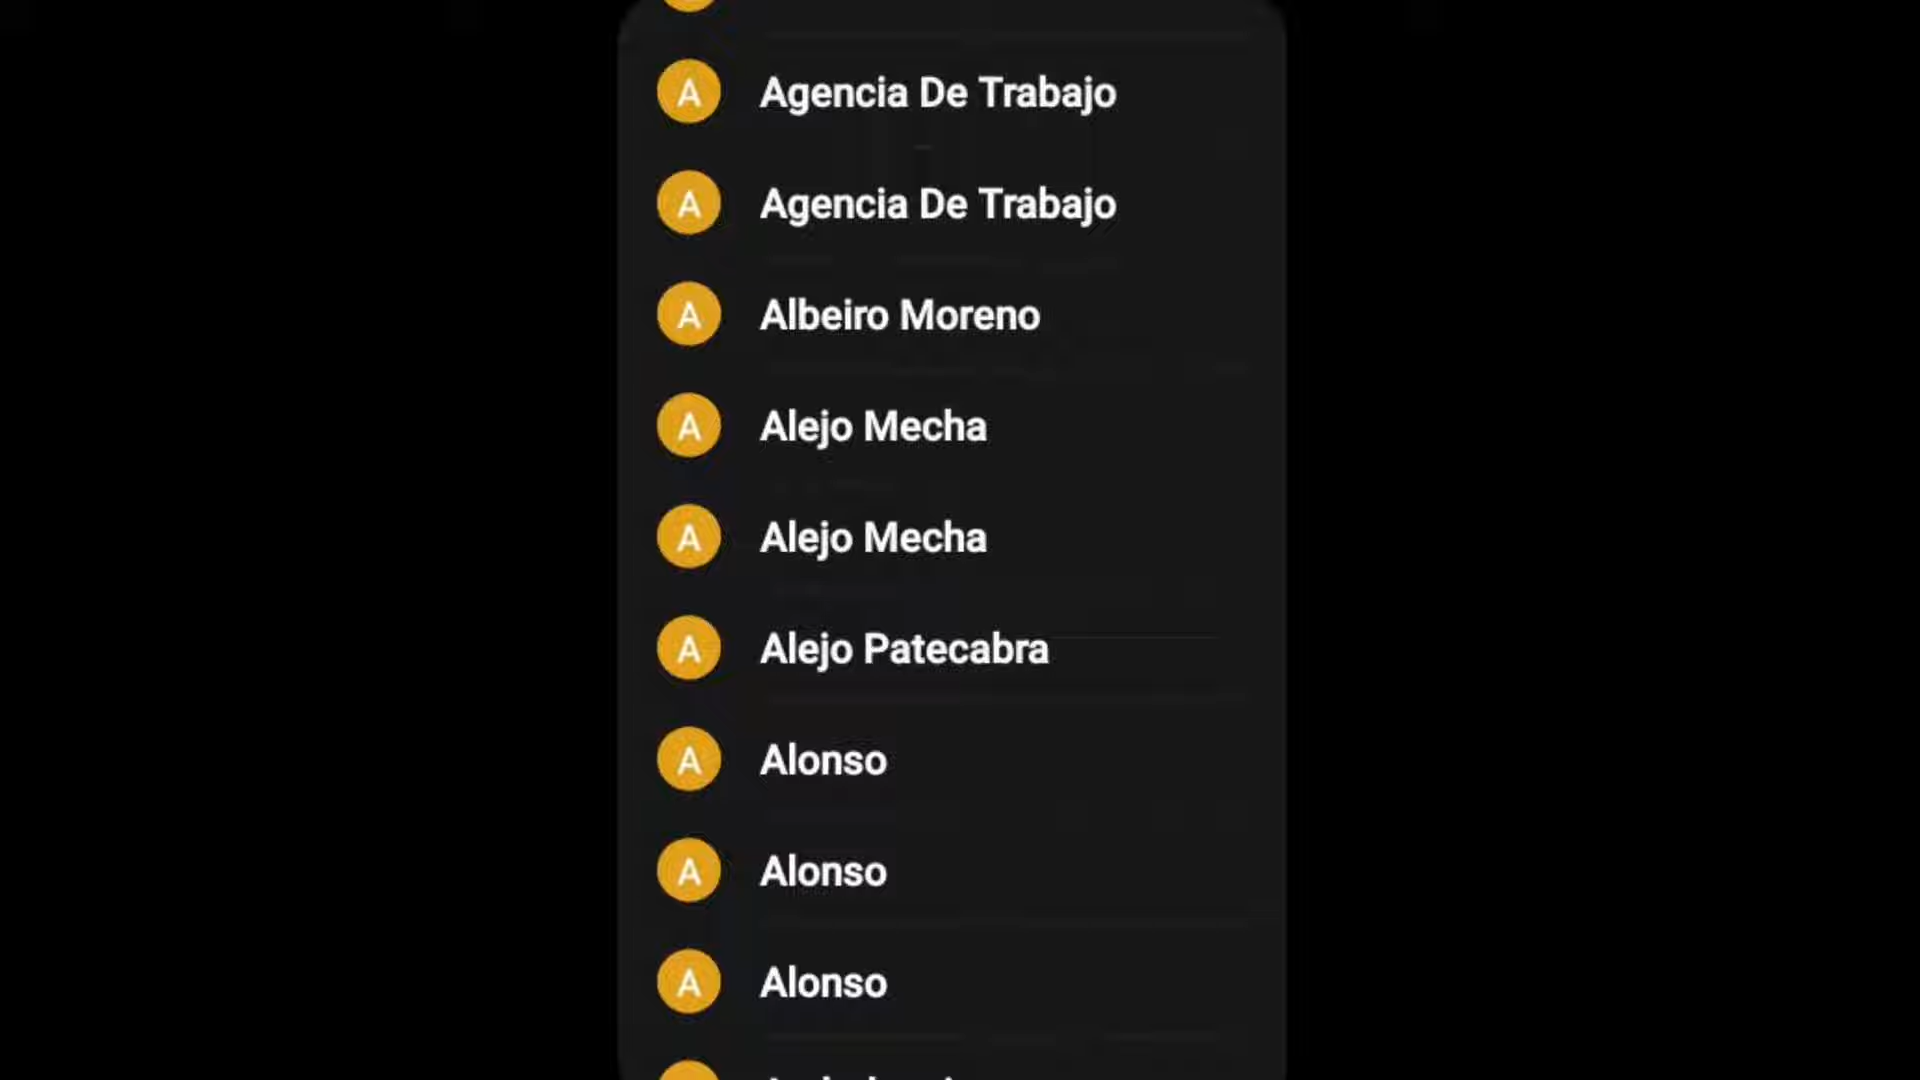 A Agencia De Trabajo
A Agencia De Trabajo
A Albeiro Moreno
A Alejo Mecha
A Alejo Mecha
A Alejo Patecabra
A Alonso
A Alonso
A Alonso